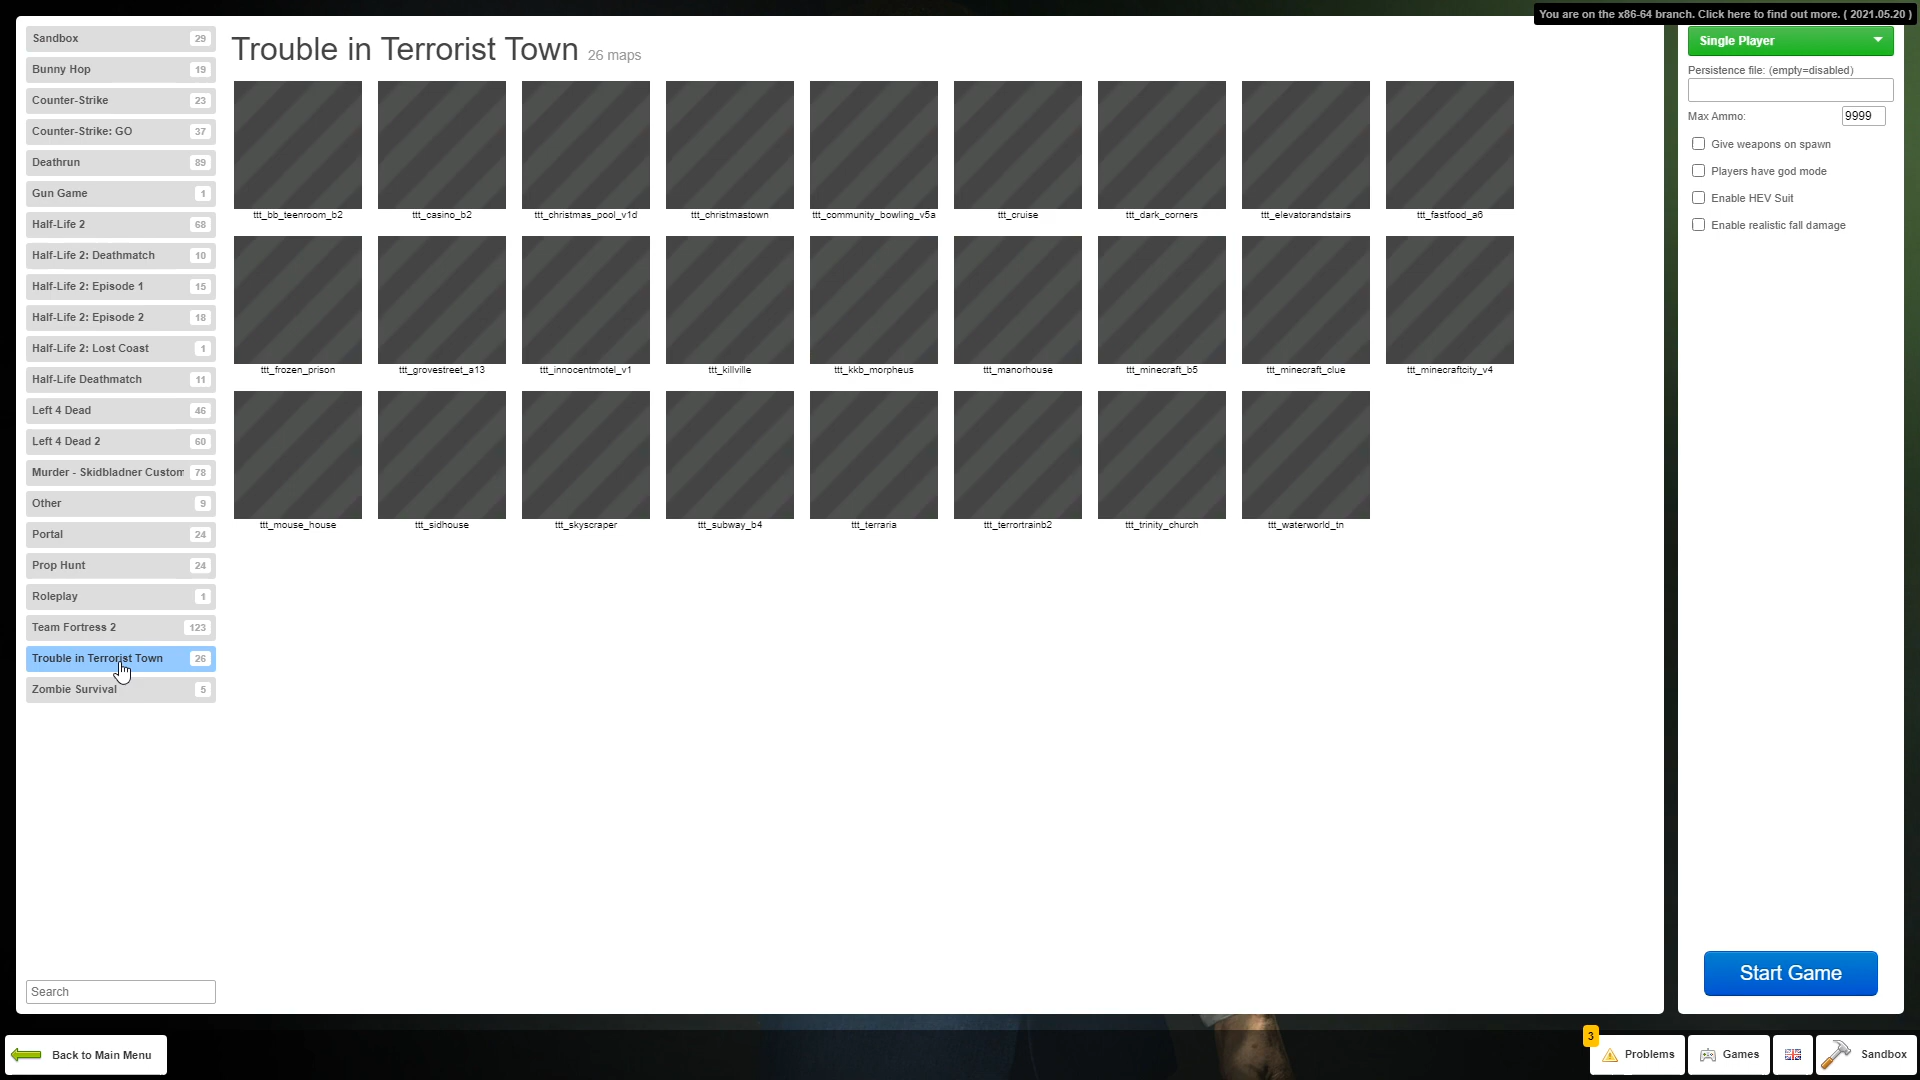 You are on the x86-64 branch. Click here to find out more. ( 2021.05.20 )
Sandbox 29
Bunny Hop 19
Counter-Strike 23
Counter-Strike: GO 37
Deathrun 89
Gun Game 1
Half-Life 2 68
Half-Life 2: Deathmatch 10
Half-Life 2: Episode 1 15
Half-Life 2: Episode 2 18
Half-Life 2: Lost Coast 1
Half-Life Deathmatch 11
Left 4 Dead 46
Left 4 Dead 2 60
Murder - Skidbladner Custom 78
Other 9
Portal 24
Prop Hunt 24
Roleplay 1
Team Fortress 2 123
Trouble in Terrorist Town 26
Zombie Survival 5
Search
Trouble in Terrorist Town 26 maps
ttt_bb_teenroom_b2 ttt_casino_b2 ttt_christmas_pool_v1d ttt_christmastown ttt_community_bowling_v5a ttt_cruise ttt_dark_corners ttt_elevatorandstairs ttt_fastfood_a6
ttt_frozen_prison ttt_grovestreet_a13 ttt_innocentmotel_v1 ttt_killville ttt_kkb_morpheus ttt_manorhouse ttt_minecraft_b5 ttt_minecraft_clue ttt_minecraftcity_v4
ttt_mouse_house ttt_sidhouse ttt_skyscraper ttt_subway_b4 ttt_terraria ttt_terrortrainb2 ttt_trinity_church ttt_waterworld_tn
Single Player
Persistence file: (empty=disabled)
Max Ammo: 9999
Give weapons on spawn
Players have god mode
Enable HEV Suit
Enable realistic fall damage
Start Game
Back to Main Menu
3
Problems
Games
Sandbox